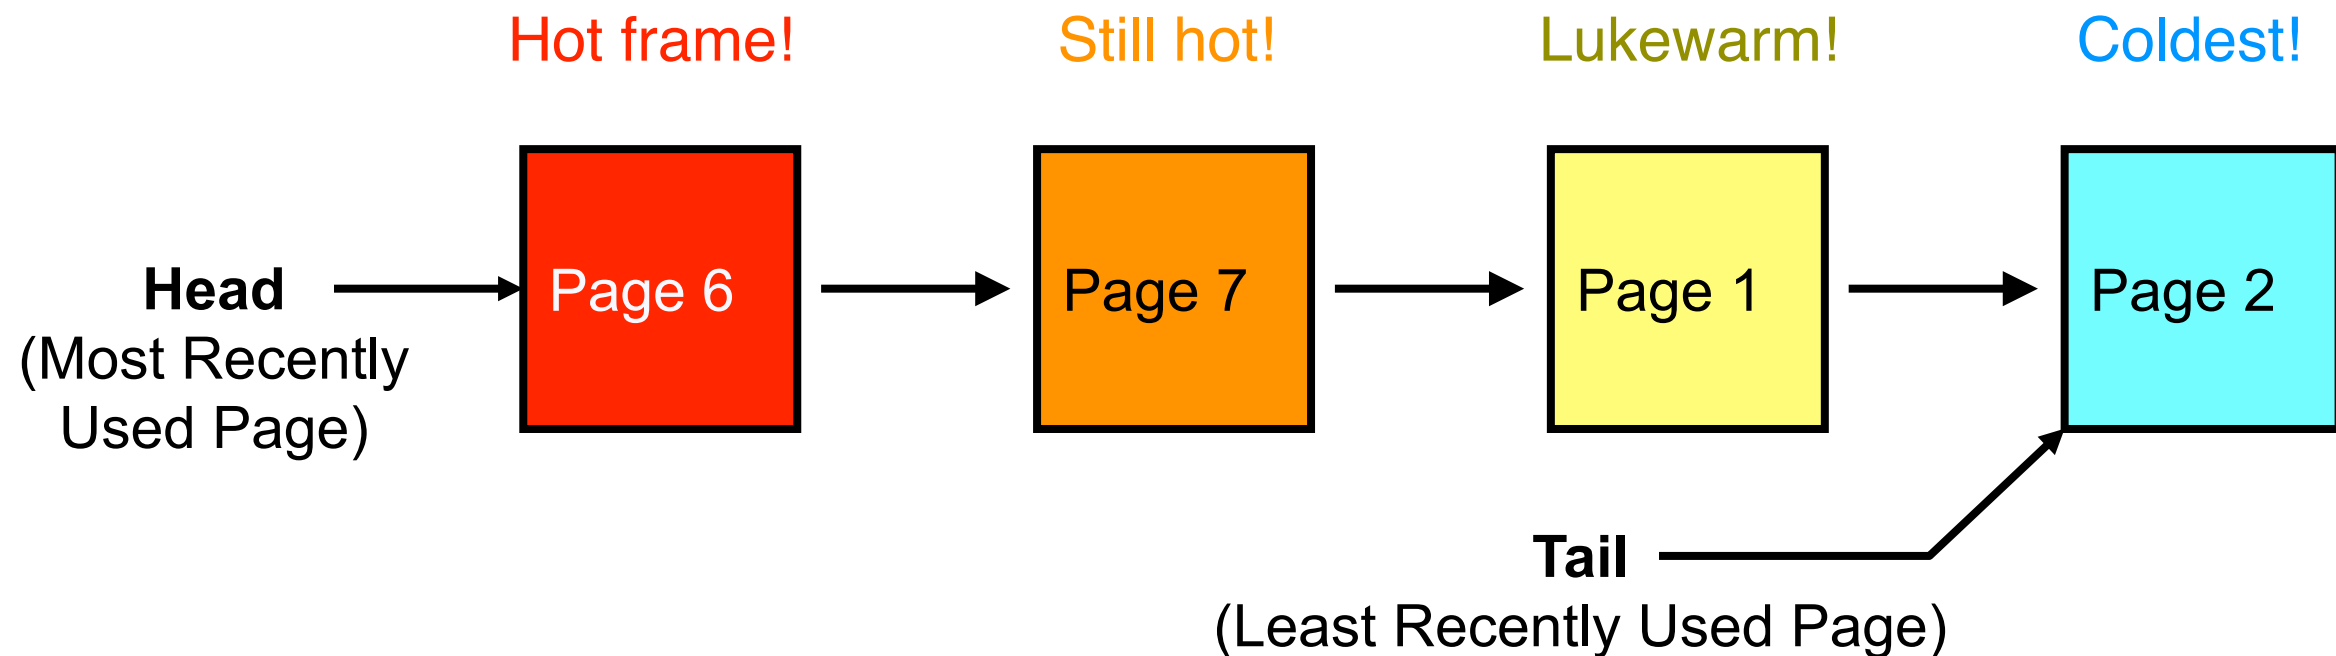 Hot frame!
Still hot!
Lukewarm!
Coldest!
Head
(Most Recently
Used Page)
Page 6
Page 7
Page 1
Page 2
Tail
(Least Recently Used Page)